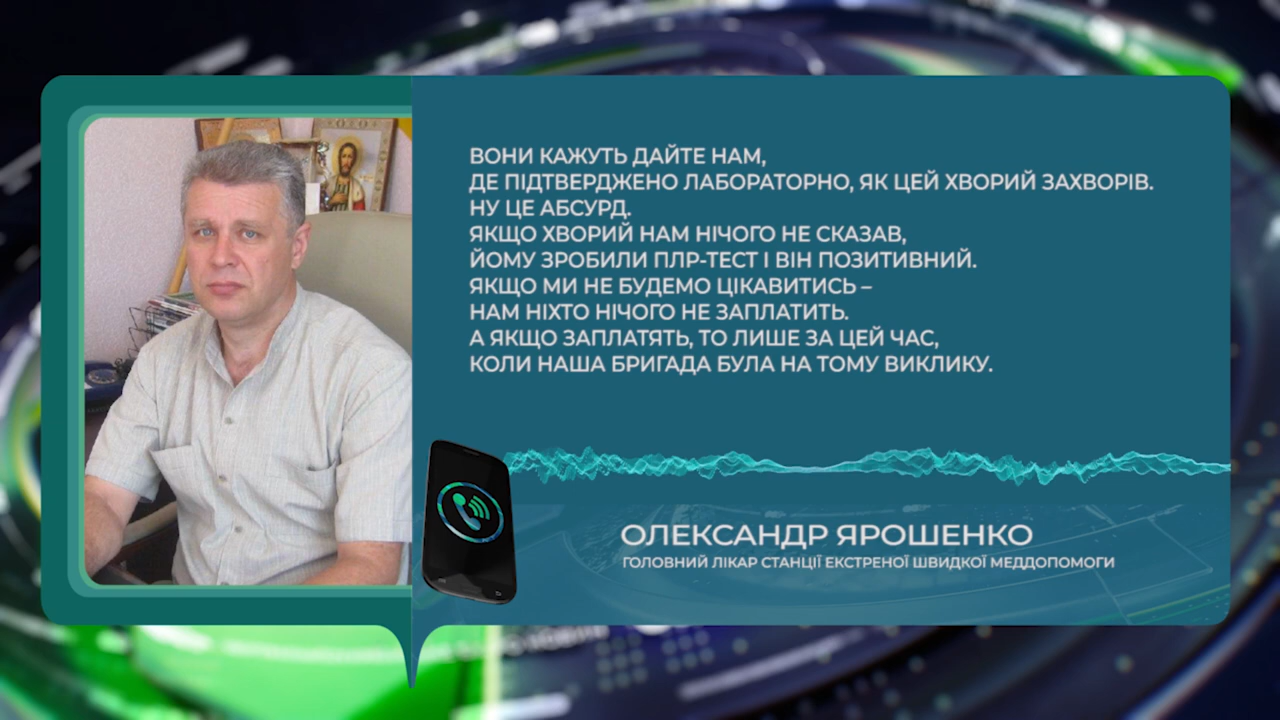 ВОНИ КАЖУТЬ ДАЙТЕ НАМ,
ДЕ ПІДТВЕРДЖЕНО ЛАБОРАТОРНО, ЯК ЦЕЙ ХВОРИЙ ЗАХВОРІВ.
НУ ЦЕ АБСУРД.
ЯКЩО ХВОРИЙ НАМ НІЧОГО НЕ СКАЗАВ,
ЙОМУ ЗРОБИЛИ ПЛР-ТЕСТ І ВІН ПОЗИТИВНИЙ.
ЯКЩО МИ НЕ БУДЕМО ЦІКАВИТИСЬ –
НАМ НІХТО НІЧОГО НЕ ЗАПЛАТИТЬ.
А ЯКЩО ЗАПЛАТЯТЬ, ТО ЛИШЕ ЗА ЦЕЙ ЧАС,
КОЛИ НАША БРИГАДА БУЛА НА ТОМУ ВИКЛИКУ.
ОЛЕКСАНДР ЯРОШЕНКО
ГОЛОВНИЙ ЛІКАР СТАНЦІЇ ЕКСТРЕНОЇ ШВИДКОЇ МЕДДОПОМОГИ